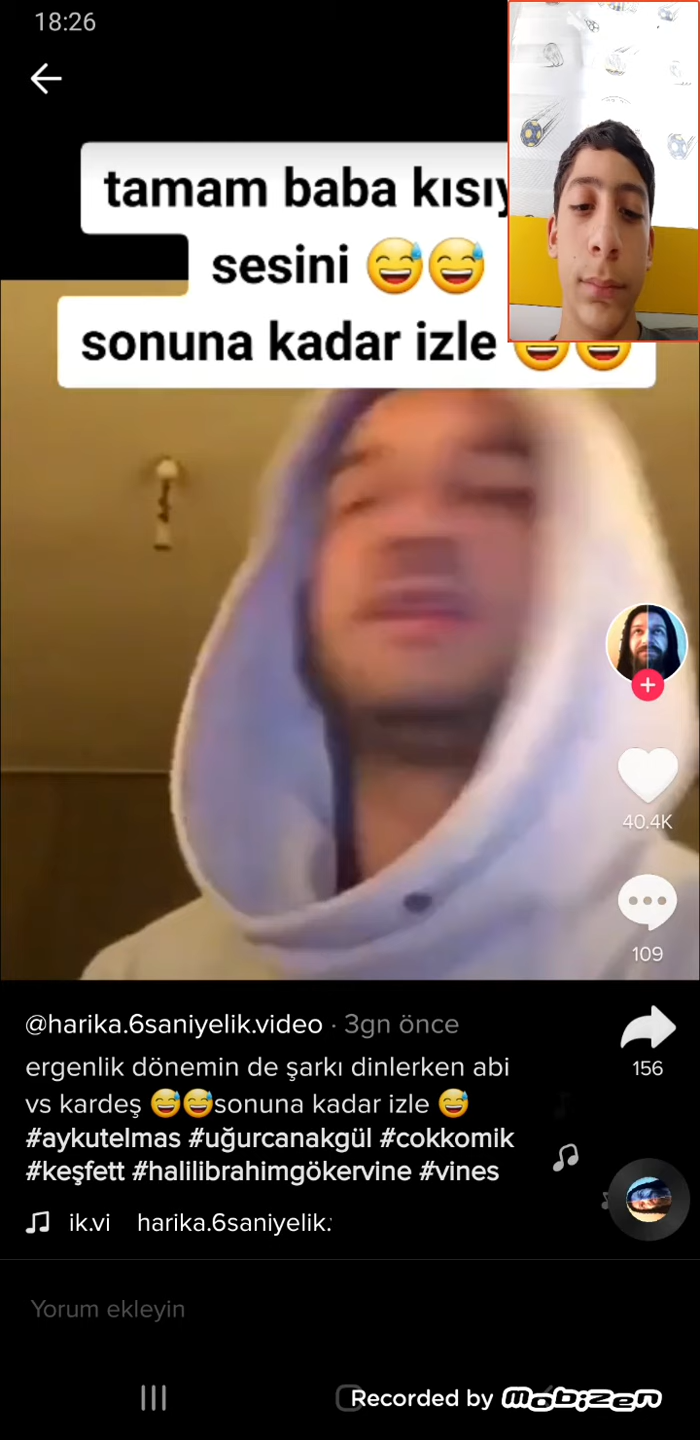 18:26
tamam baba kısıy
sesini 😅😅
sonuna kadar izle 😅😅
40.4K
109
@harika.6saniyelik.video · 3gn önce
ergenlik dönemin de şarkı dinlerken abi
vs kardeş 😅😅sonuna kadar izle 😅
#aykutelmas #uğurcanakgül #cokkomik
#keşfett #halilibrahimgökervine #vines
156
ik.vi harika.6saniyelik.
Yorum ekleyin
Recorded by mobizen